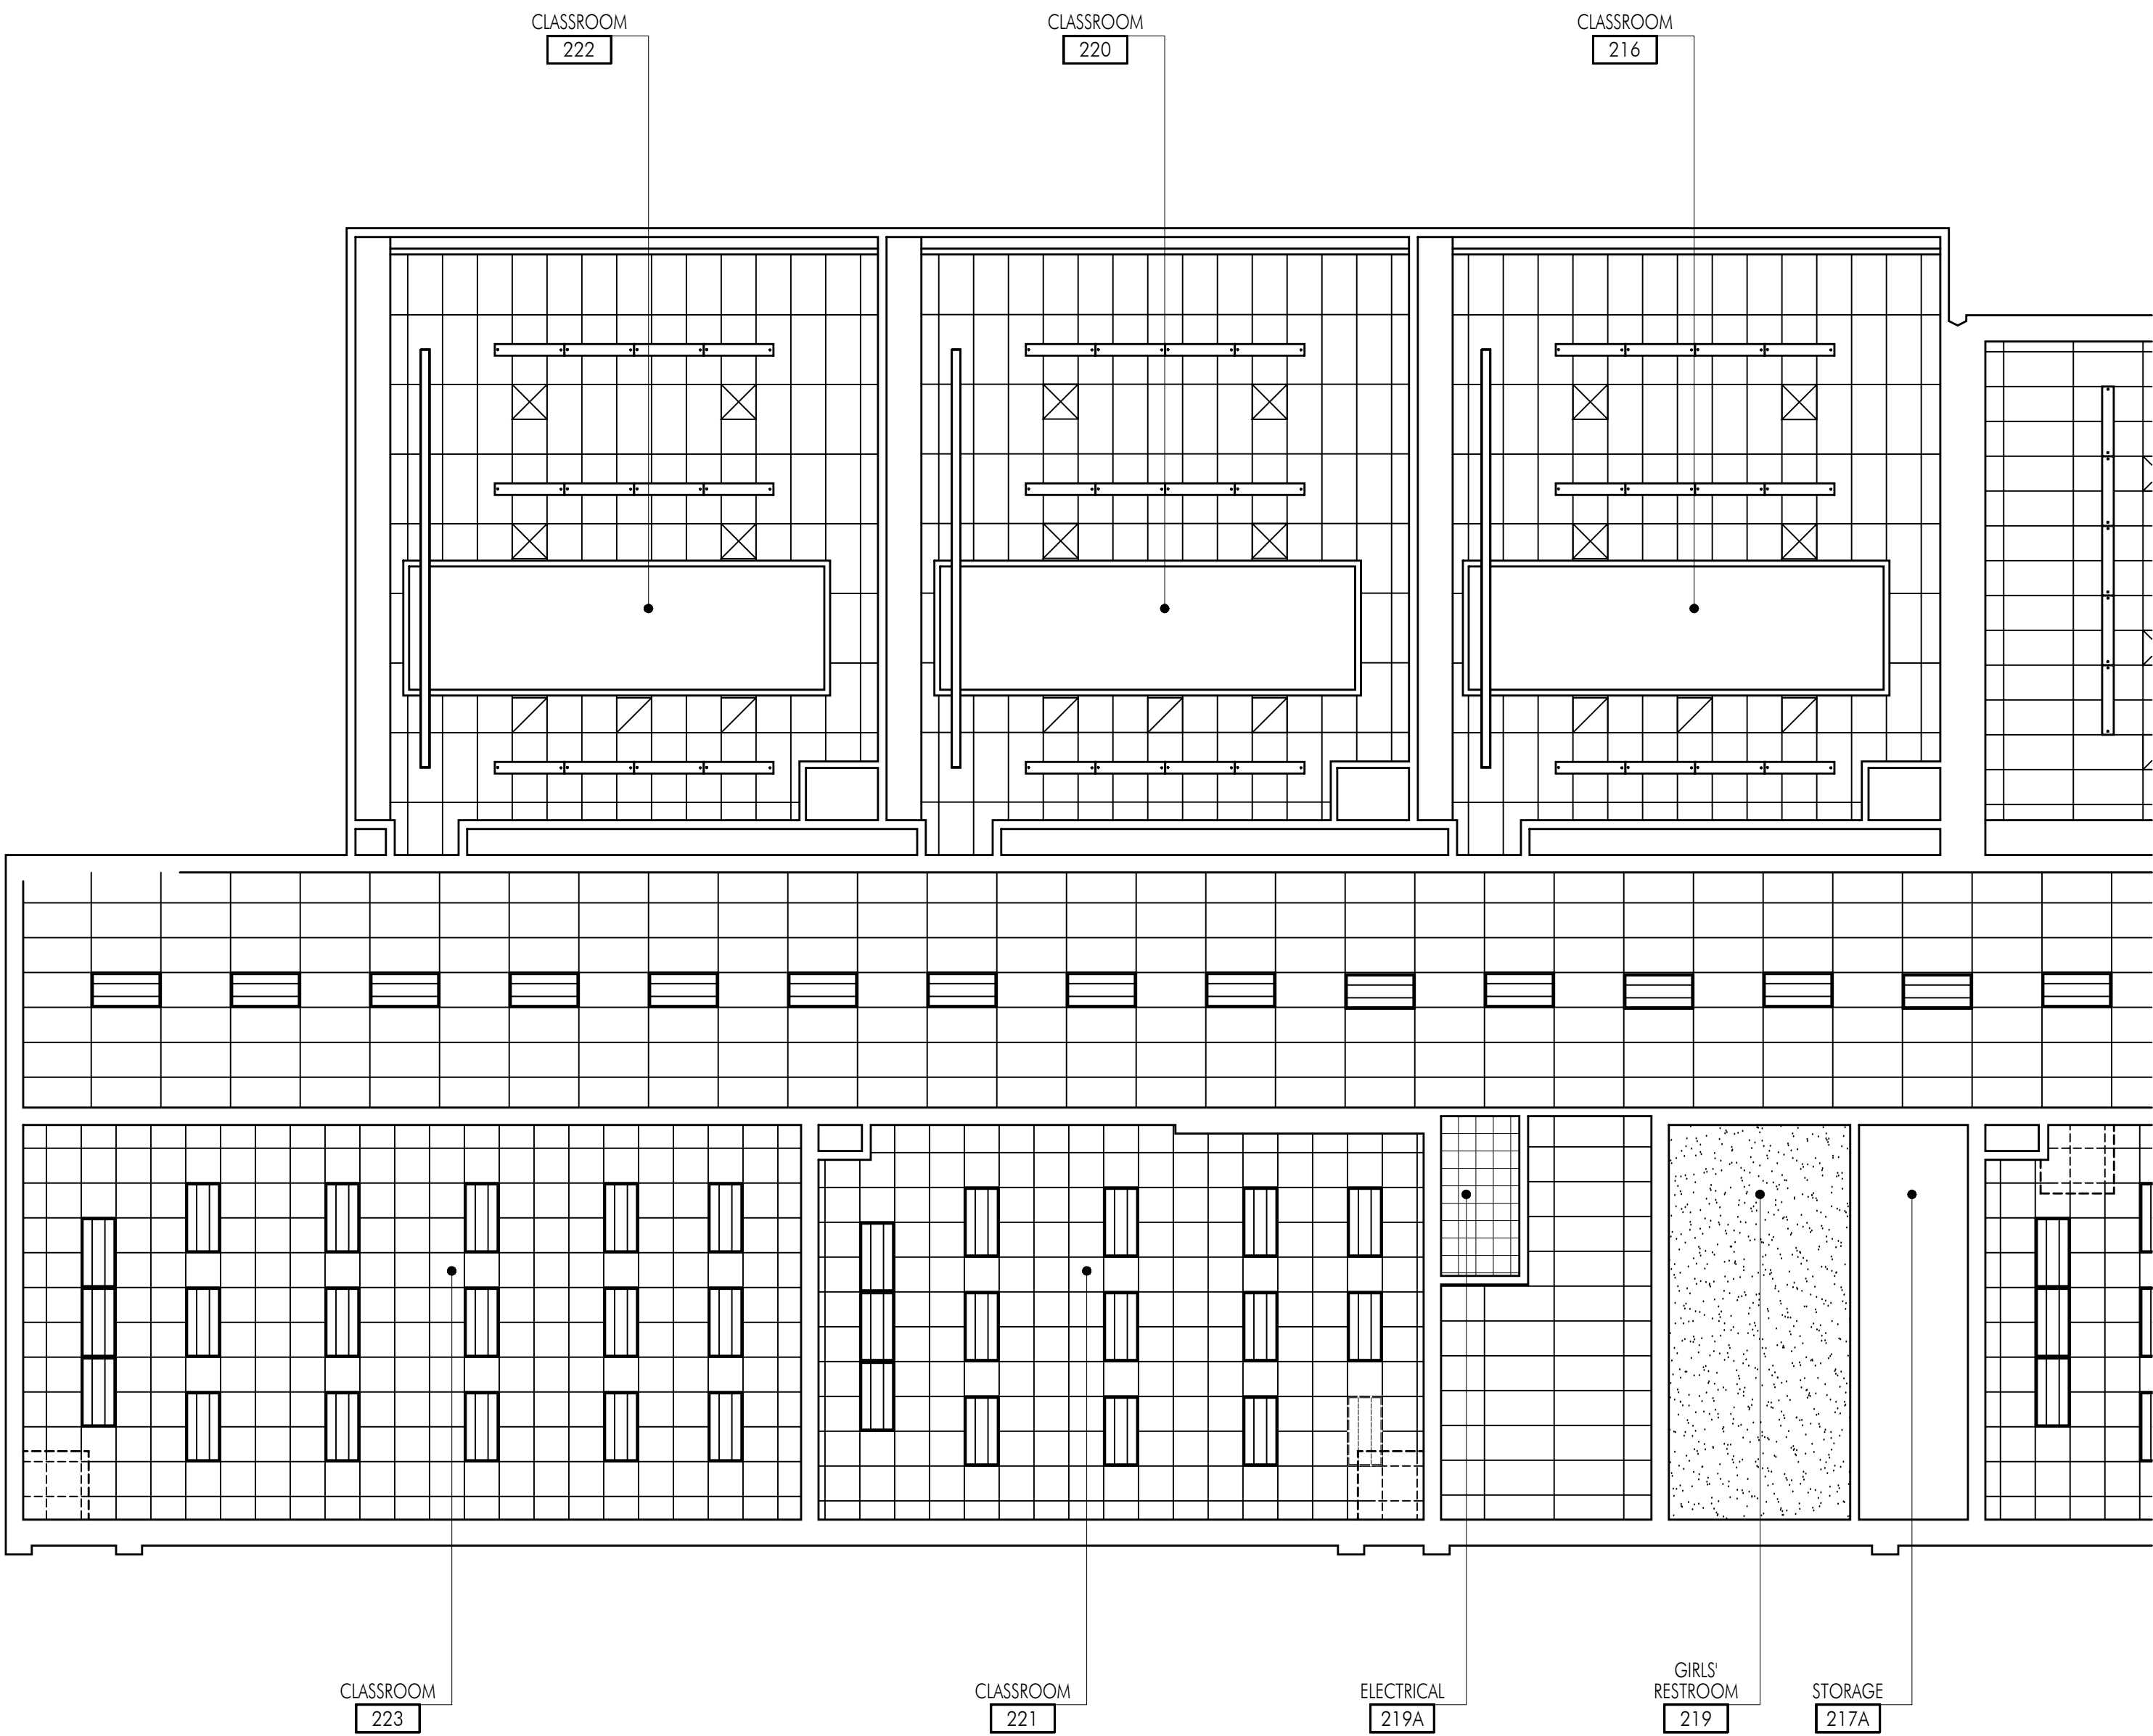 CLASSROOM
222
CLASSROOM
220
CLASSROOM
216
CLASSROOM
223
CLASSROOM
221
ELECTRICAL
219A
GIRLS'
RESTROOM
219
STORAGE
217A